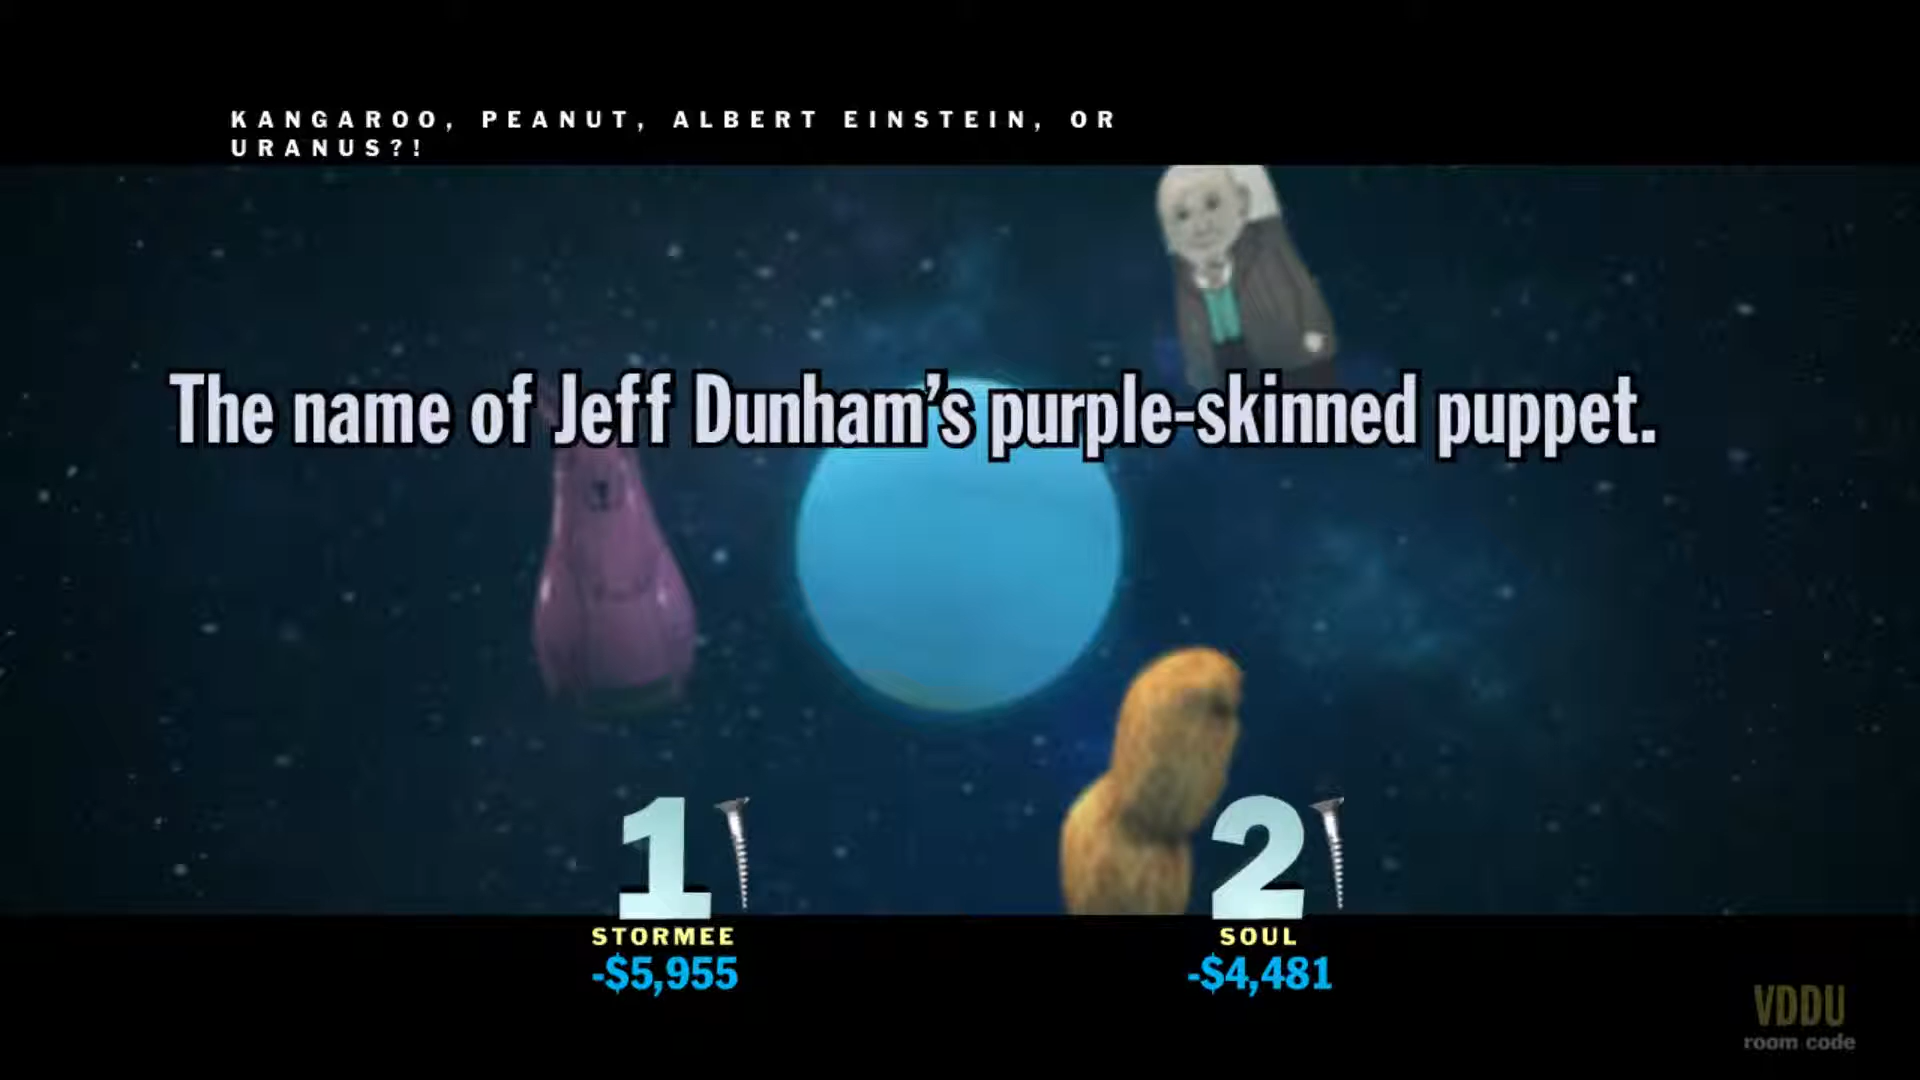 KANGAROO, PEANUT, ALBERT EINSTEIN, OR
URANUS?!
The name of Jeff Dunham's purple-skinned puppet.
1
2
STORMEE
SOUL
-$5,955
-$4,481
VDDU
room code